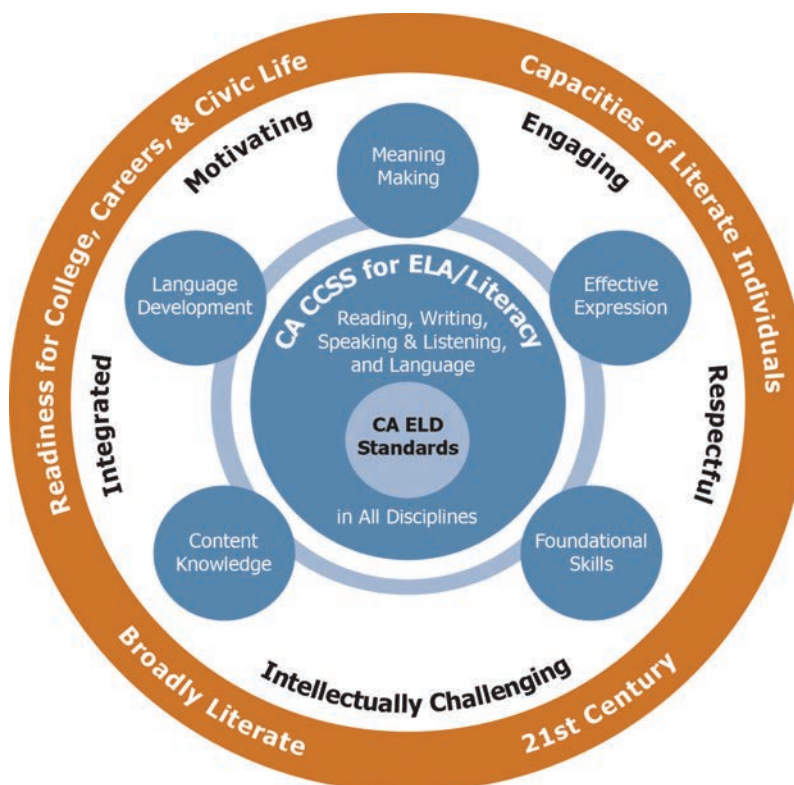 Readiness for College, Careers, & Civic Life
Capacities of Literate Individuals
Motivating
Engaging
Meaning
Making
Language
Development
Effective
Expression
CA CCSS for ELA/Literacy
Reading, Writing,
Speaking & Listening,
and Language
CA ELD
Standards
in All Disciplines
Integrated
Respectful
Content
Knowledge
Foundational
Skills
Intellectually Challenging
Broadly Literate
21st Century